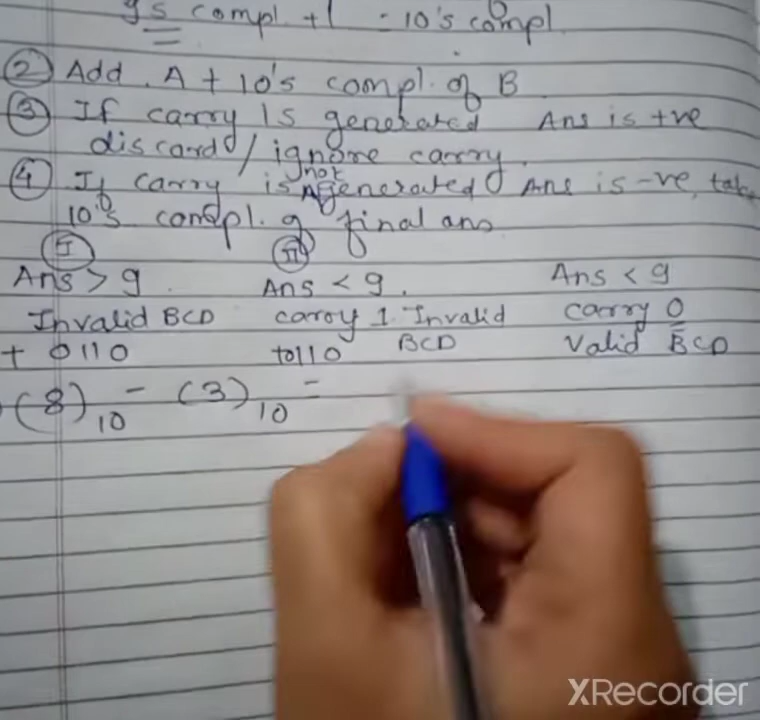 9's compl. +1 = 10's compl.
② Add A + 10's compl. of B
③ If carry is generated Ans is +ve
discard / ignore carry.
④ If carry is not generated Ans is -ve, take
10's compl. of final ans
I II
Ans > 9. Ans < 9. Ans < 9
Invalid BCD carry 1 Invalid carry 0
+ 0110 +0110 BCD Valid BCD
(8)10 - (3)10 =
XRecorder